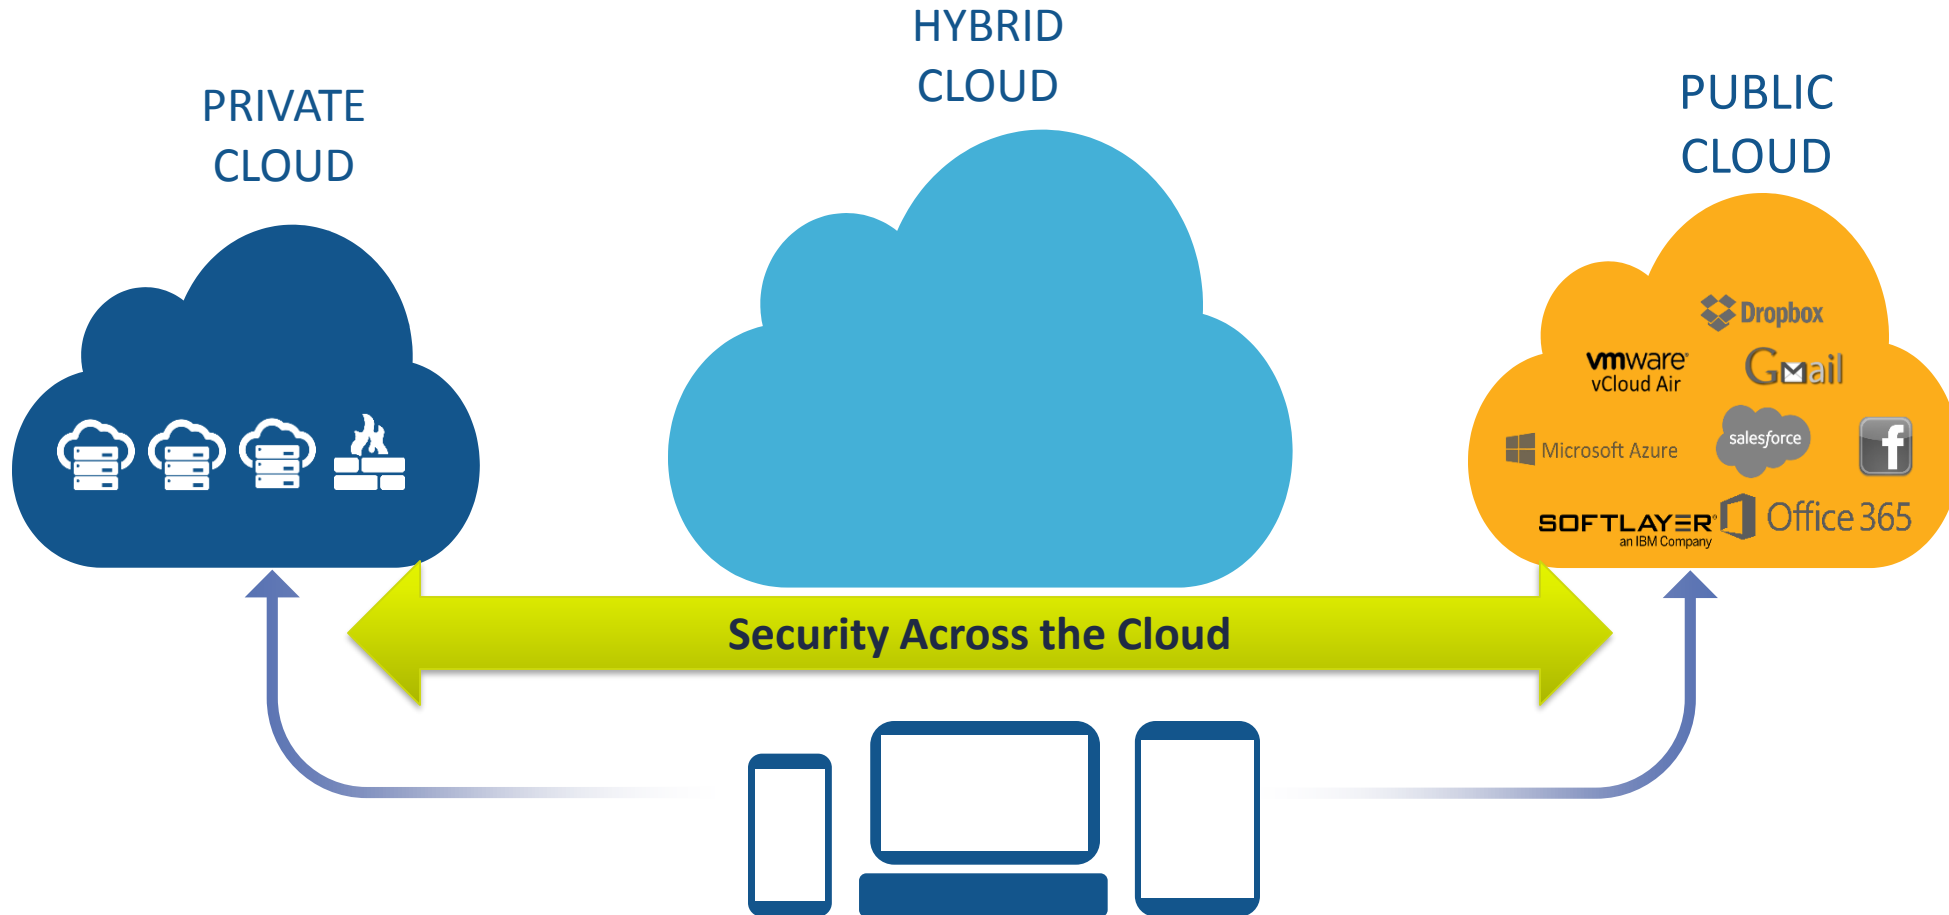 HYBRID
CLOUD
PRIVATE
CLOUD
PUBLIC
CLOUD
Dropbox
vmware®
vCloud Air
Gmail
Microsoft Azure
salesforce
f
SOFTLAYER®
an IBM Company
Office 365
Security Across the Cloud